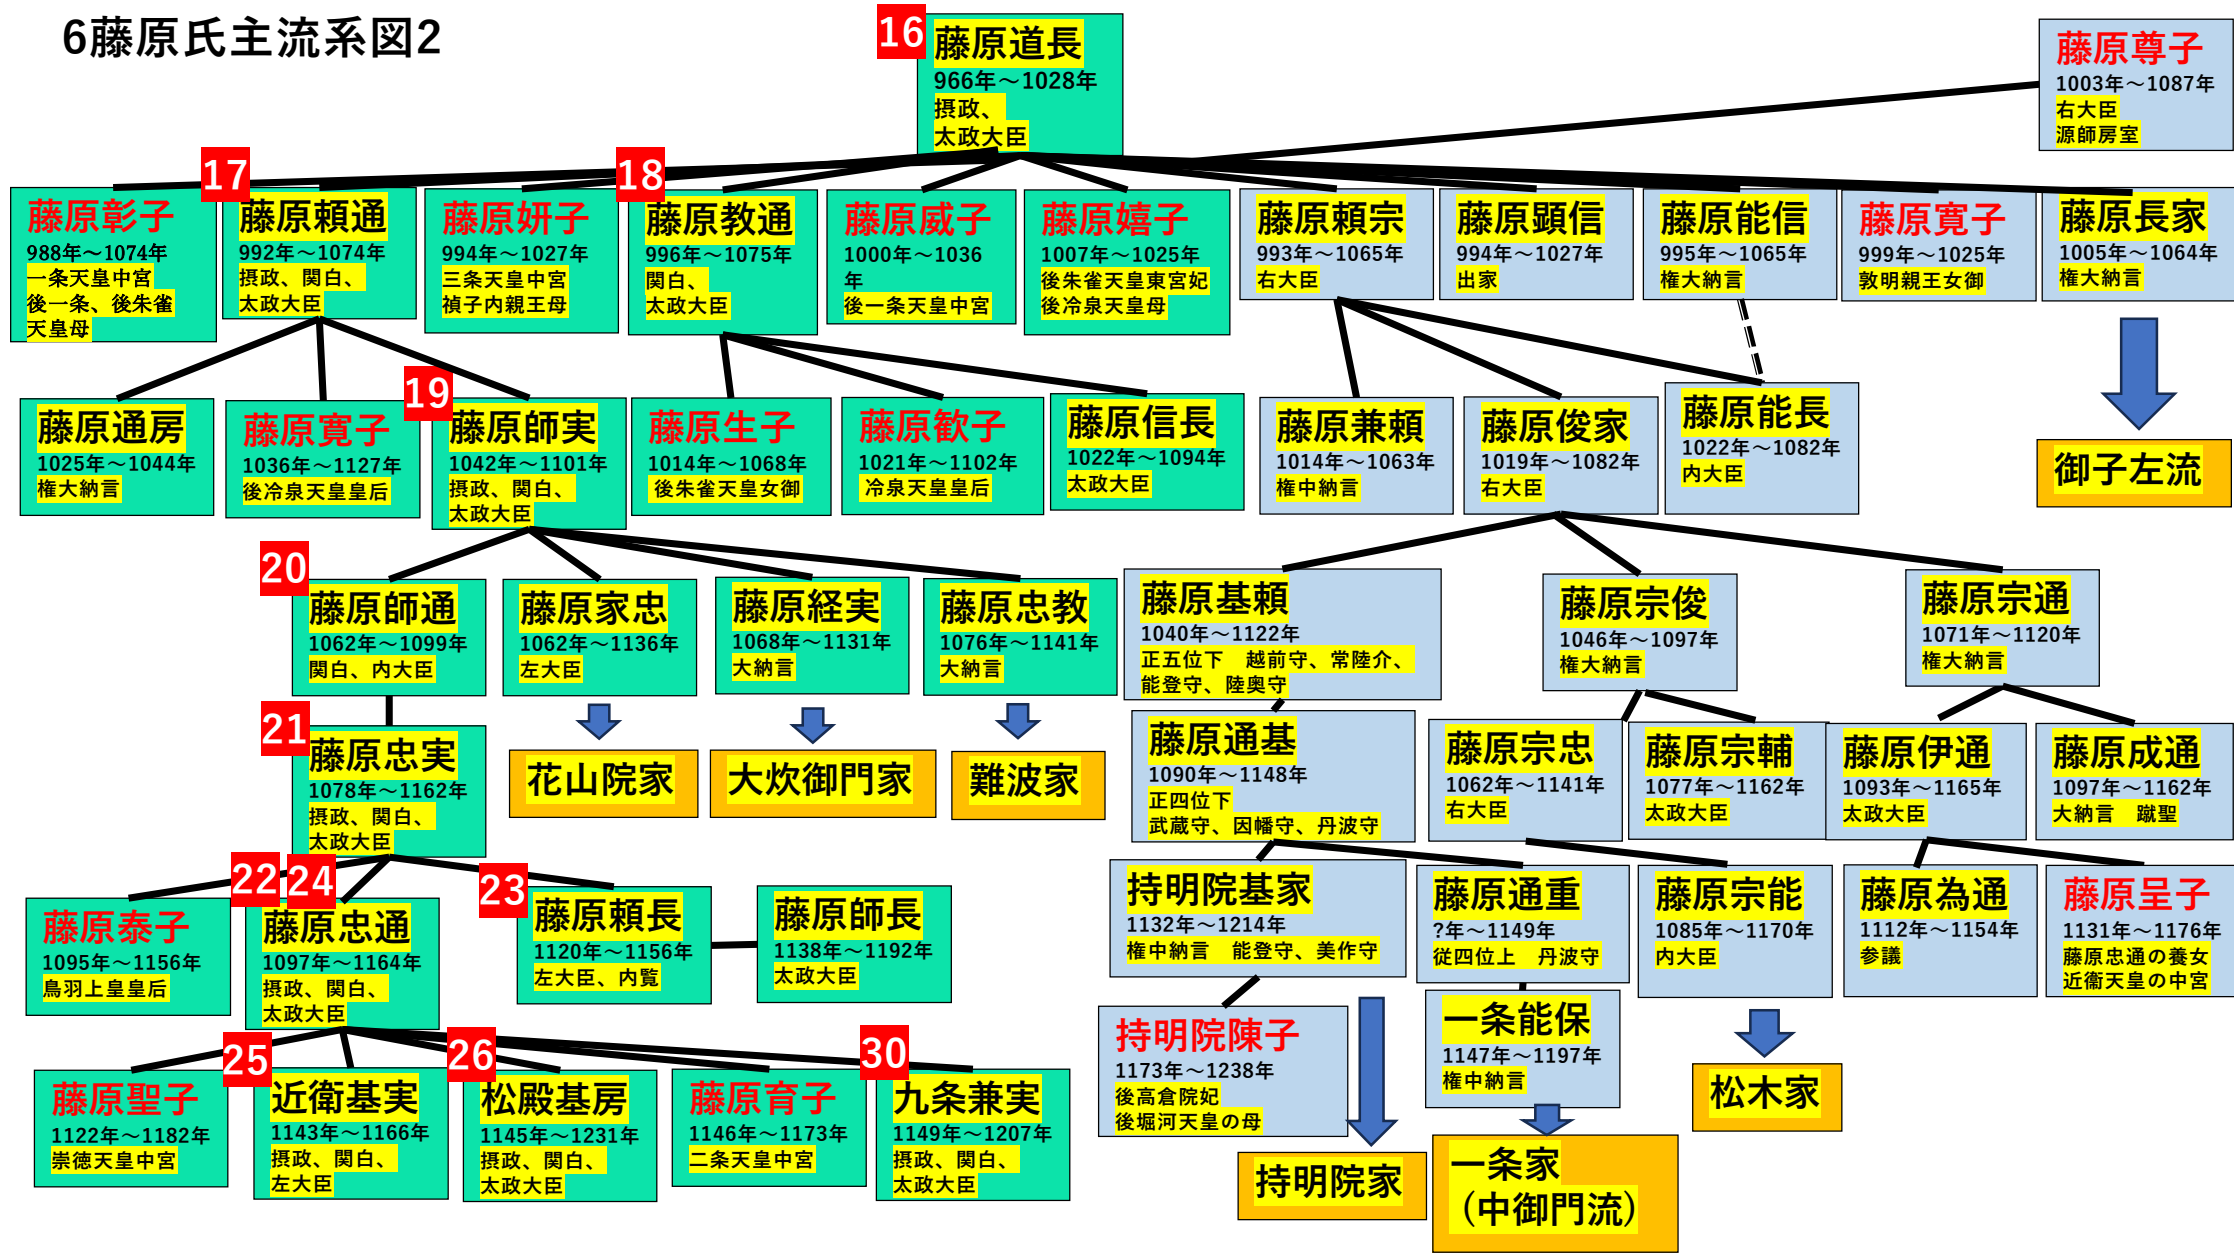 6藤原氏主流系図2
16
藤原道長
966年～1028年
摂政、
太政大臣
藤原尊子
1003年～1087年
右大臣
源師房室
藤原彰子
988年～1074年
一条天皇中宮
後一条、後朱雀
天皇母
17
藤原頼通
992年～1074年
摂政、関白、
太政大臣
藤原妍子
994年～1027年
三条天皇中宮
禎子内親王母
18
藤原教通
996年～1075年
関白、
太政大臣
藤原威子
1000年～1036
年
後一条天皇中宮
藤原嬉子
1007年～1025年
後朱雀天皇東宮妃
後冷泉天皇母
藤原頼宗
993年～1065年
右大臣
藤原顕信
994年～1027年
出家
藤原能信
995年～1065年
権大納言
藤原寛子
999年～1025年
敦明親王女御
藤原長家
1005年～1064年
権大納言
藤原通房
1025年～1044年
権大納言
藤原寛子
1036年～1127年
後冷泉天皇皇后
19
藤原師実
1042年～1101年
摂政、関白、
太政大臣
藤原生子
1014年～1068年
後朱雀天皇女御
藤原歓子
1021年～1102年
冷泉天皇皇后
藤原信長
1022年～1094年
太政大臣
藤原兼頼
1014年～1063年
権中納言
藤原俊家
1019年～1082年
右大臣
藤原能長
1022年～1082年
内大臣
御子左流
20
藤原師通
1062年～1099年
関白、内大臣
藤原家忠
1062年～1136年
左大臣
藤原経実
1068年～1131年
大納言
藤原忠教
1076年～1141年
大納言
藤原基頼
1040年～1122年
正五位下　越前守、常陸介、
能登守、陸奥守
藤原宗俊
1046年～1097年
権大納言
藤原宗通
1071年～1120年
権大納言
21
藤原忠実
1078年～1162年
摂政、関白、
太政大臣
花山院家
大炊御門家
難波家
藤原通基
1090年～1148年
正四位下
武蔵守、因幡守、丹波守
藤原宗忠
1062年～1141年
右大臣
藤原宗輔
1077年～1162年
太政大臣
藤原伊通
1093年～1165年
太政大臣
藤原成通
1097年～1162年
大納言　蹴聖
22
藤原泰子
1095年～1156年
鳥羽上皇皇后
24
藤原忠通
1097年～1164年
摂政、関白、
太政大臣
23
藤原頼長
1120年～1156年
左大臣、内覧
藤原師長
1138年～1192年
太政大臣
持明院基家
1132年～1214年
権中納言　能登守、美作守
藤原通重
?年～1149年
従四位上　丹波守
藤原宗能
1085年～1170年
内大臣
藤原為通
1112年～1154年
参議
藤原呈子
1131年～1176年
藤原忠通の養女
近衞天皇の中宮
持明院陳子
1173年～1238年
後高倉院妃
後堀河天皇の母
一条能保
1147年～1197年
権中納言
藤原聖子
1122年～1182年
崇徳天皇中宮
25
近衛基実
1143年～1166年
摂政、関白、
左大臣
26
松殿基房
1145年～1231年
摂政、関白、
太政大臣
藤原育子
1146年～1173年
二条天皇中宮
30
九条兼実
1149年～1207年
摂政、関白、
太政大臣
持明院家
一条家
（中御門流）
松木家